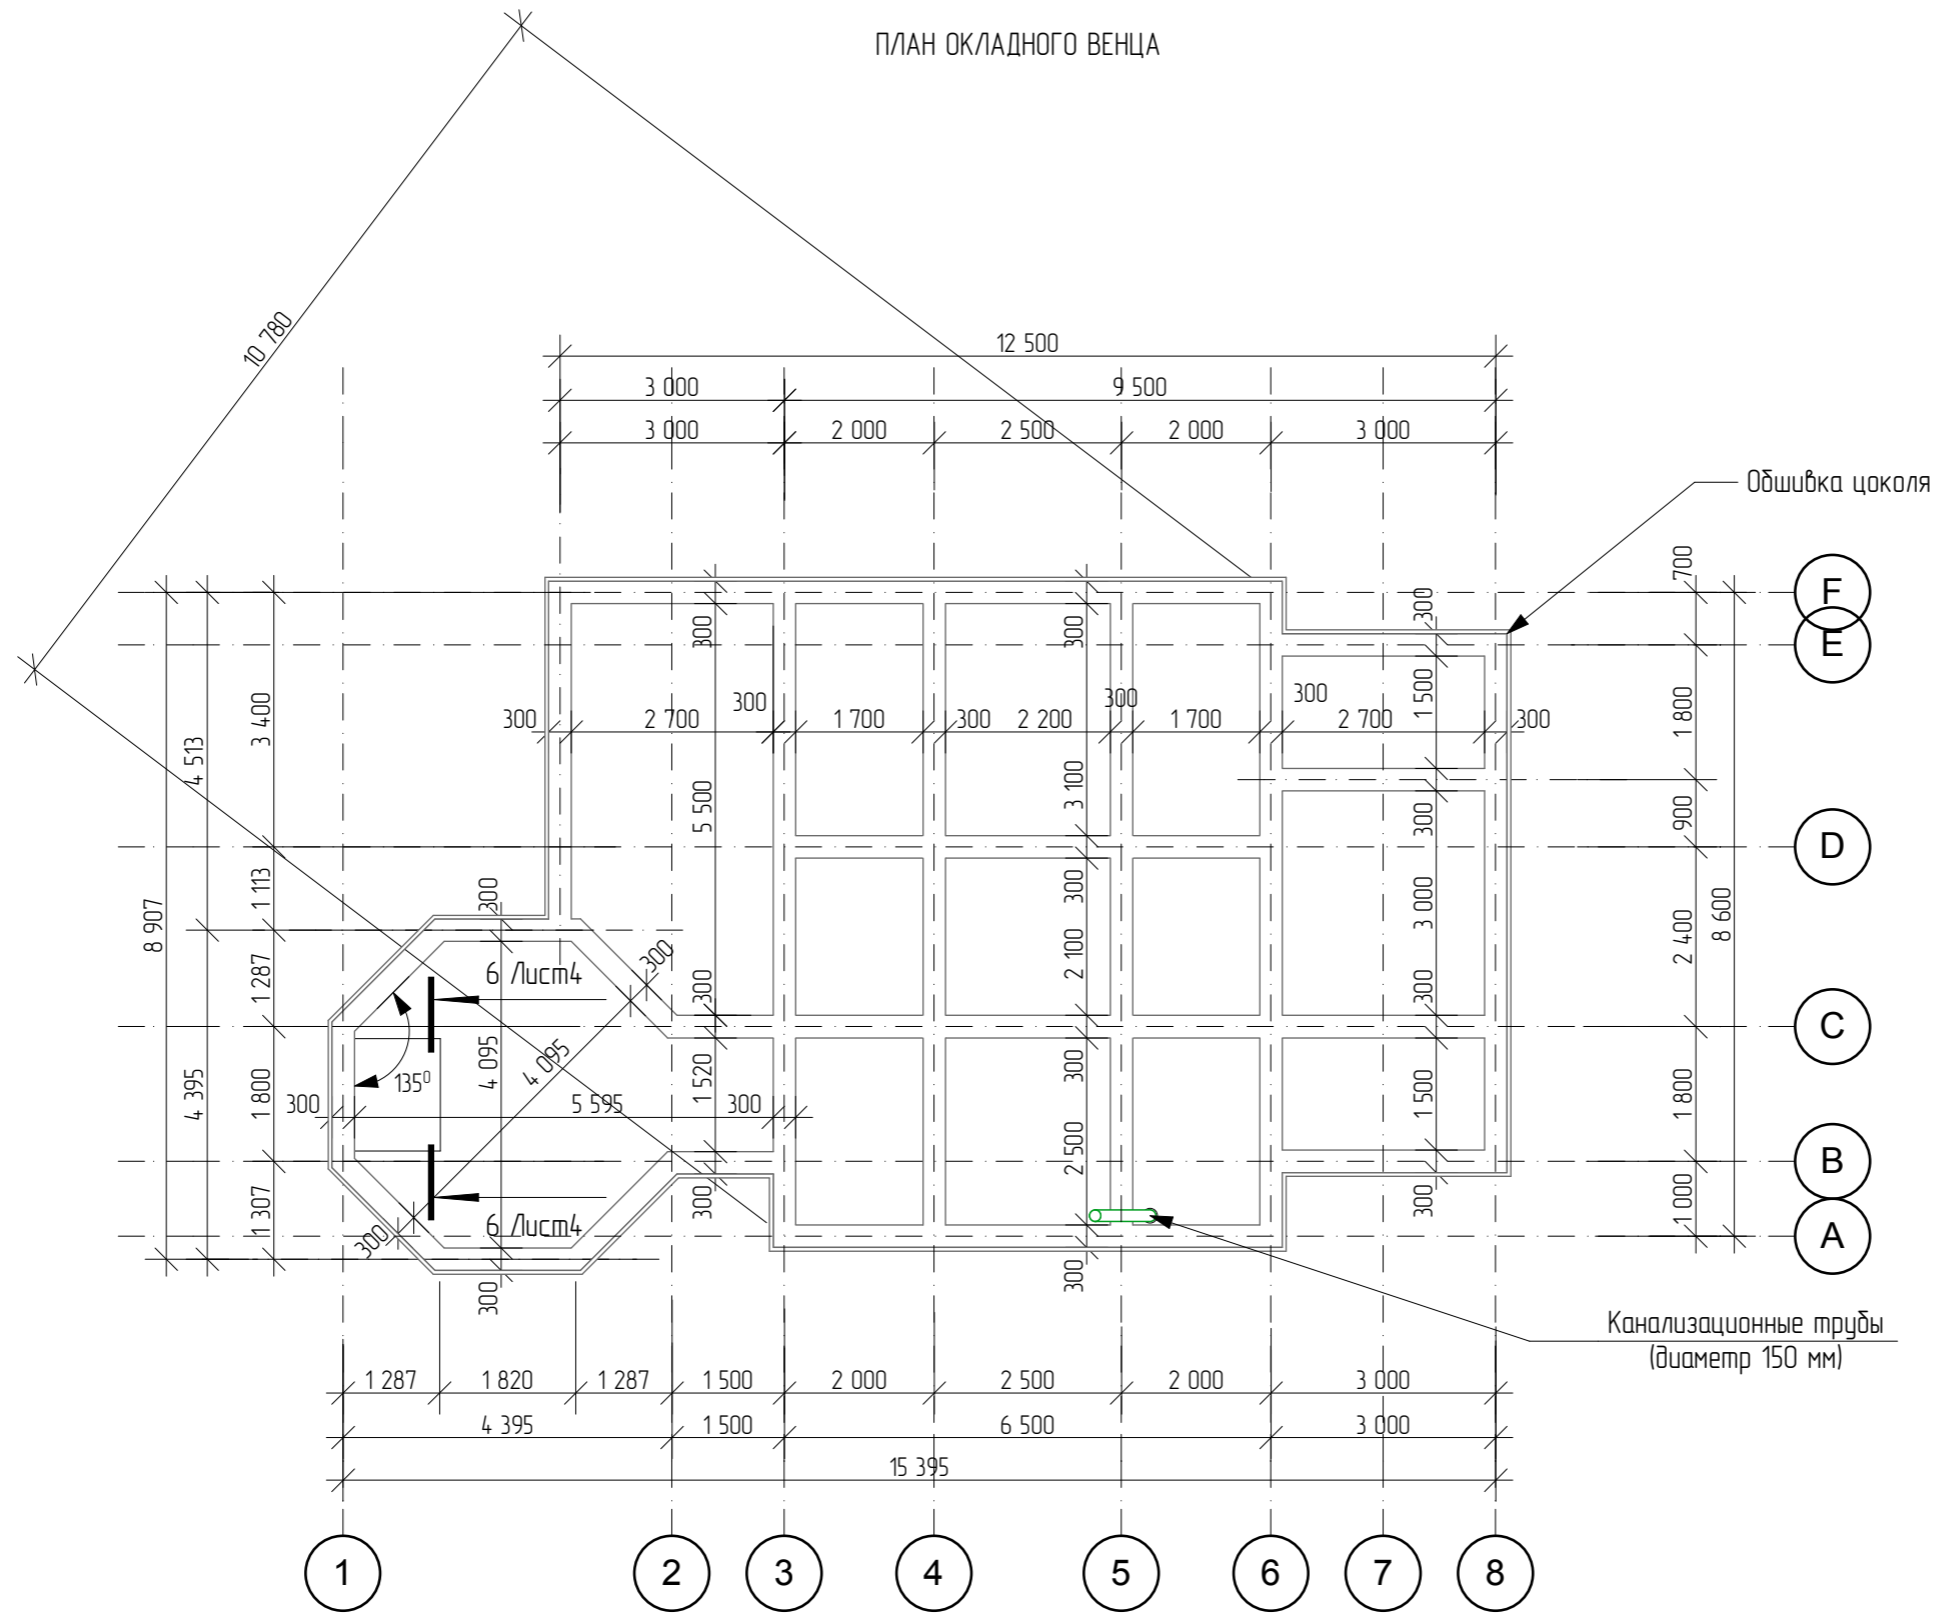 ПЛАН ОКЛАДНОГО ВЕНЦА
10 780
12 500
3 000 9 500
3 000 2 000 2 500 2 000 3 000
Обшивка цоколя
F
E
D
C
B
A
700
1 800
900
2 400
1 800
1 000
8 600
8 907
4 513
4 395
3 400
1 113
1 287
1 800
1 307
300 2 700 300 1 700 300 2 200 300 1 700 300 2 700 300
300
5 500
300
1 520
300
300
3 100
300
2 100
300
2 500
300
300
1 500
300
3 000
300
1 500
300
300
4 095
300
300
4 095
300
6 Лист4
135⁰
300 5 595 300
6 Лист4
Канализационные трубы
(диаметр 150 мм)
1 287 1 820 1 287 1 500 2 000 2 500 2 000 3 000
4 395 1 500 6 500 3 000
15 395
1 2 3 4 5 6 7 8